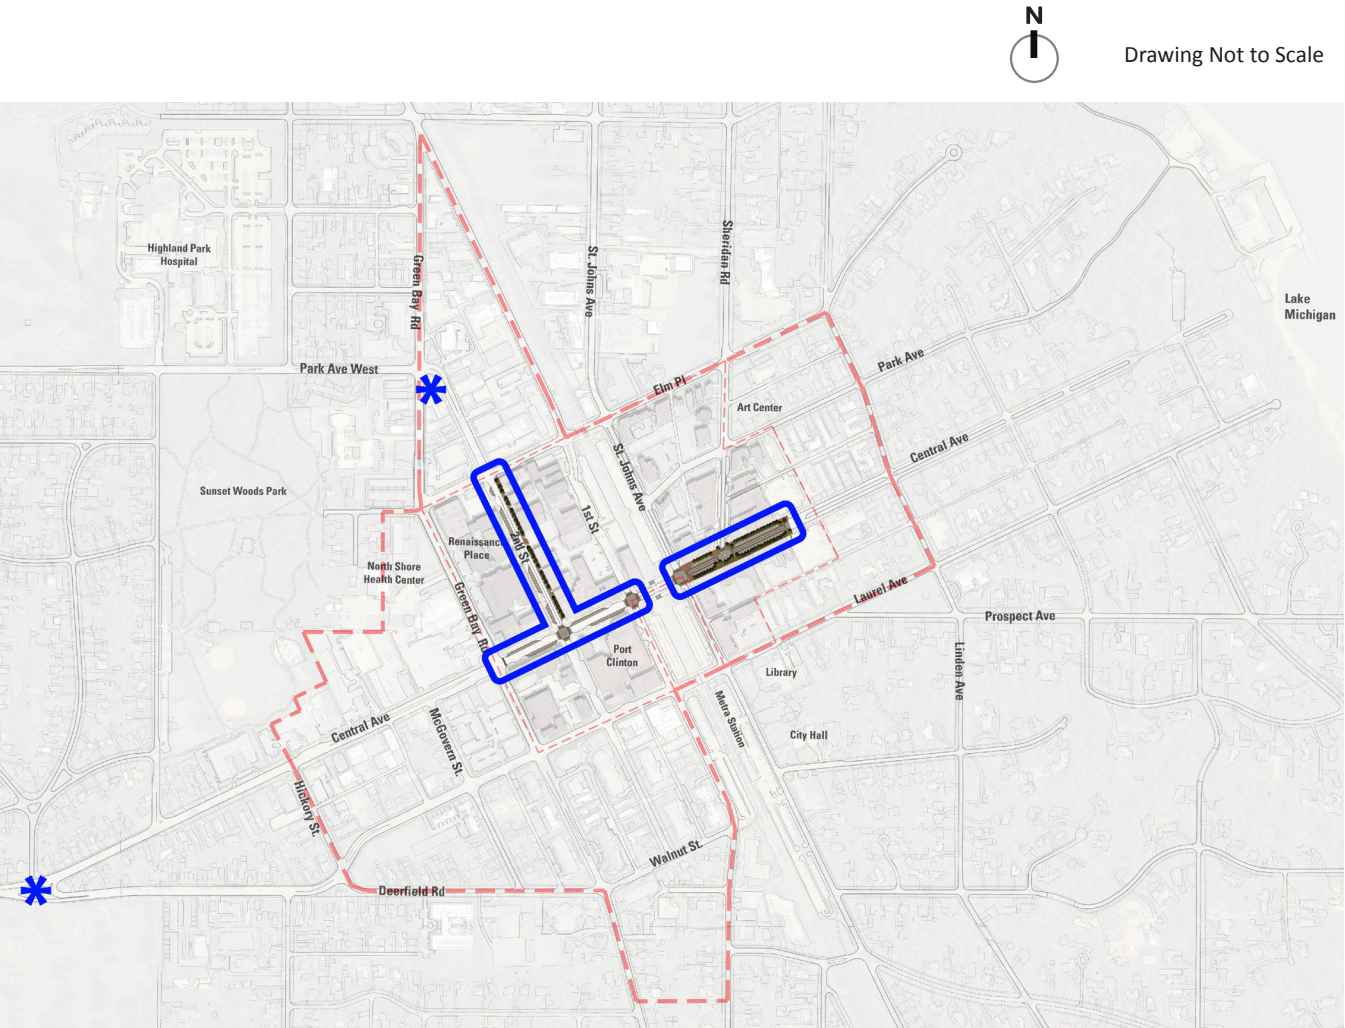 N
Drawing Not to Scale
Highland Park
Hospital
Green Bay Rd
St. Johns Ave
Sheridan Rd
Lake
Michigan
Park Ave West
Park Ave
Elm Pl
Art Center
Central Ave
St. Johns Ave
Sunset Woods Park
1st St
Renaissance
Place
2nd St
North Shore
Health Center
Green Bay Rd
Laurel Ave
Prospect Ave
Port
Clinton
Linden Ave
Library
Central Ave
McGovern St.
Metra Station
City Hall
Hickory St.
Walnut St.
Deerfield Rd